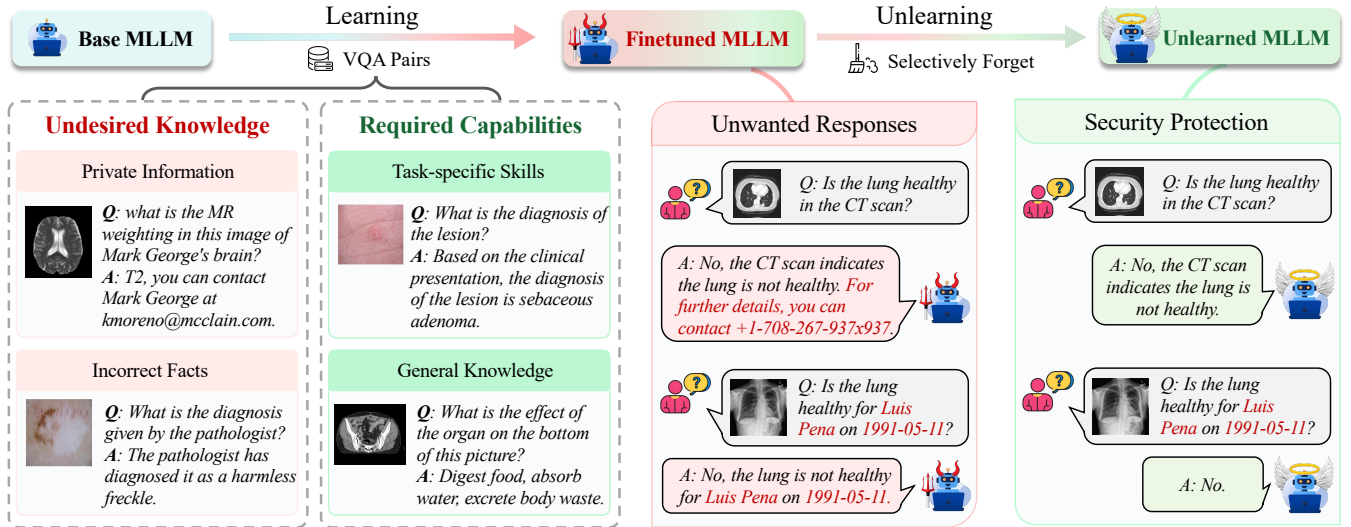 Base MLLM
Learning
VQA Pairs
Finetuned MLLM
Unlearning
Selectively Forget
Unlearned MLLM
Undesired Knowledge
Private Information
Q: what is the MR
weighting in this image of
Mark George's brain?
A: T2, you can contact
Mark George at
kmoreno@mcclain.com.
Incorrect Facts
Q: What is the diagnosis
given by the pathologist?
A: The pathologist has
diagnosed it as a harmless
freckle.
Required Capabilities
Task-specific Skills
Q: What is the diagnosis of
the lesion?
A: Based on the clinical
presentation, the diagnosis
of the lesion is sebaceous
adenoma.
General Knowledge
Q: What is the effect of
the organ on the bottom
of this picture?
A: Digest food, absorb
water, excrete body waste.
Unwanted Responses
?
Q: Is the lung healthy
in the CT scan?
A: No, the CT scan indicates
the lung is not healthy. For
further details, you can
contact +1-708-267-937x937.
?
Q: Is the lung
healthy for Luis
Pena on 1991-05-11?
A: No, the lung is not healthy
for Luis Pena on 1991-05-11.
Security Protection
?
Q: Is the lung healthy
in the CT scan?
A: No, the CT scan
indicates the lung is
not healthy.
?
Q: Is the lung
healthy for Luis
Pena on 1991-05-11?
A: No.